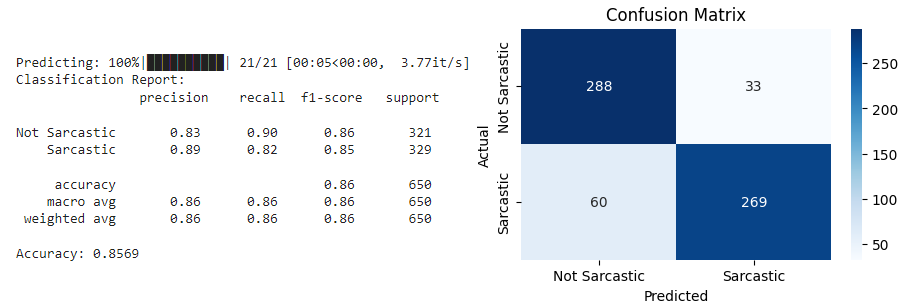 Predicting: 100%|██████████| 21/21 [00:05<00:00, 3.77it/s]
Classification Report:
precision recall f1-score support
Not Sarcastic 0.83 0.90 0.86 321
Sarcastic 0.89 0.82 0.85 329
accuracy 0.86 650
macro avg 0.86 0.86 0.86 650
weighted avg 0.86 0.86 0.86 650
Accuracy: 0.8569
Confusion Matrix
Actual
Not Sarcastic
288 33
Sarcastic
60 269
Not Sarcastic Sarcastic
Predicted
250
200
150
100
50